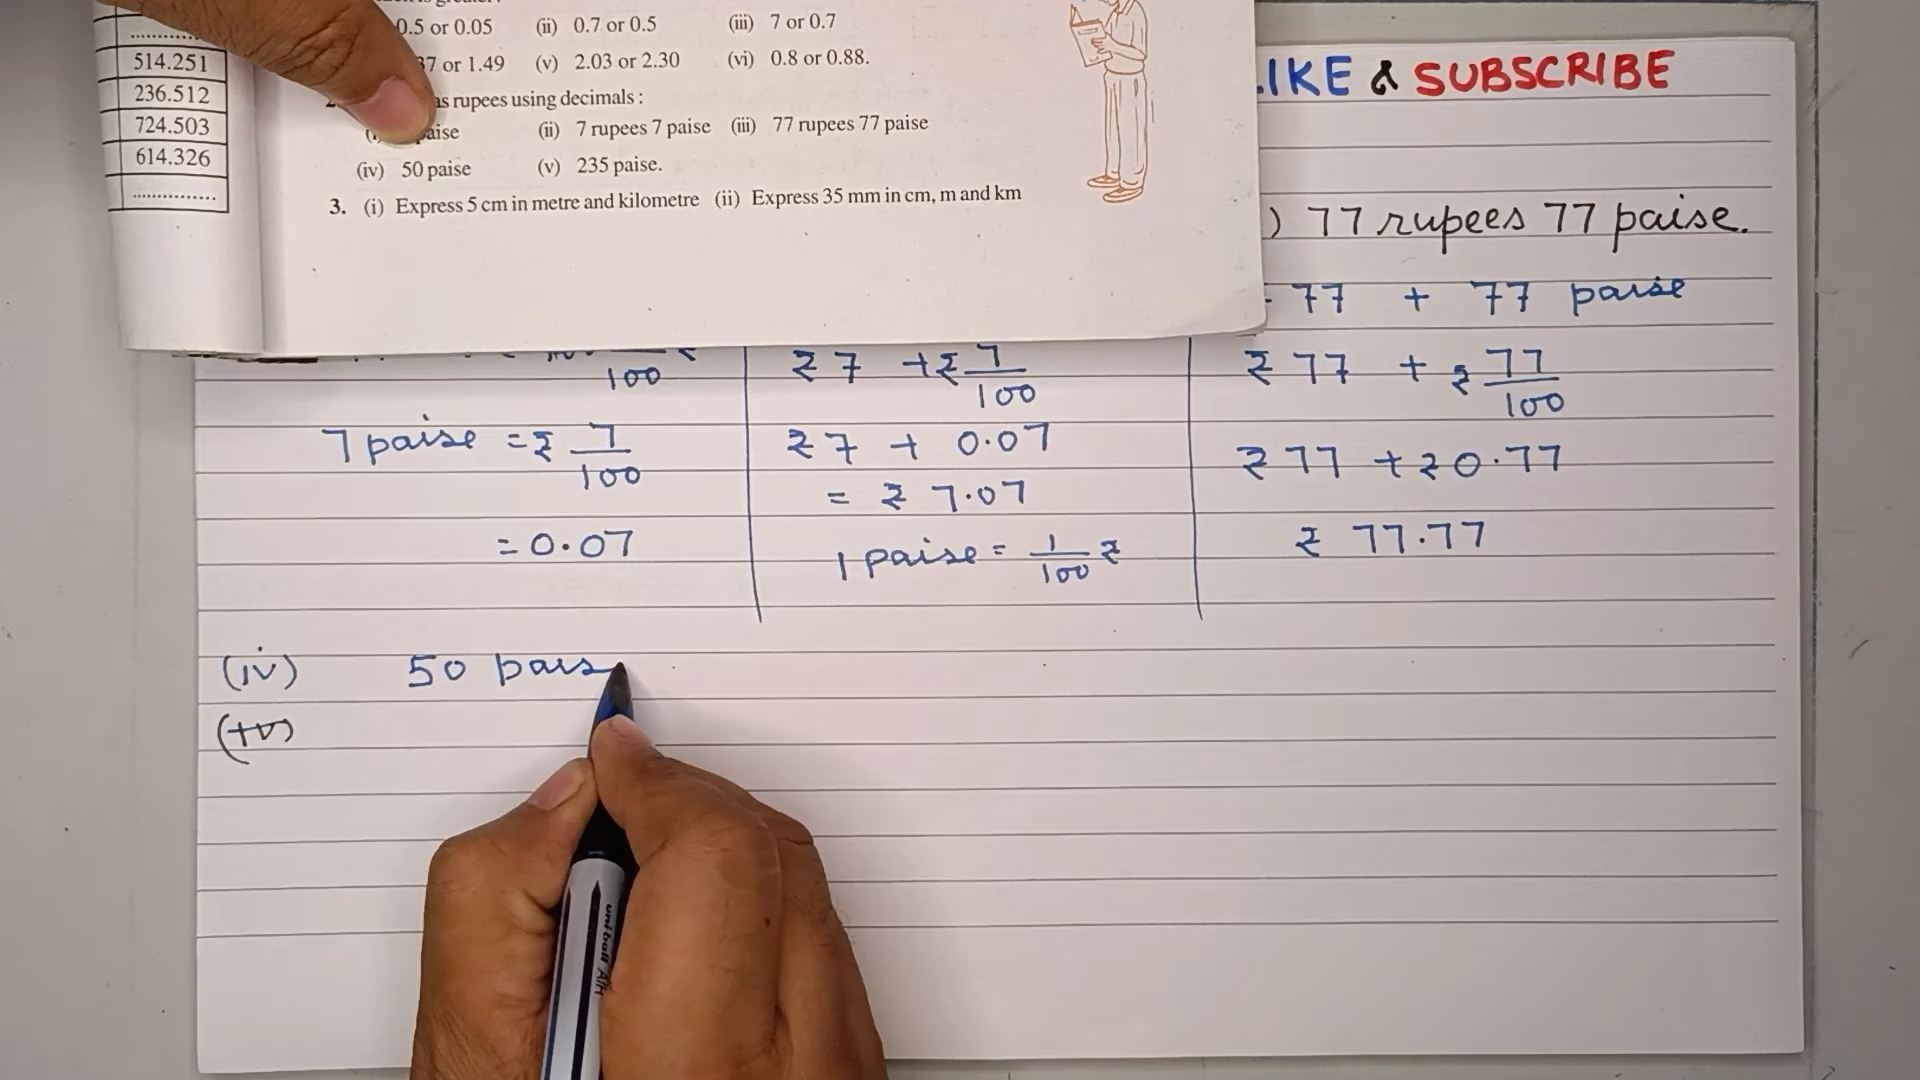 0.5 or 0.05 (ii) 0.7 or 0.5 (iii) 7 or 0.7
37 or 1.49 (v) 2.03 or 2.30 (vi) 0.8 or 0.88.
as rupees using decimals :
paise (ii) 7 rupees 7 paise (iii) 77 rupees 77 paise
(iv) 50 paise (v) 235 paise.
3. (i) Express 5 cm in metre and kilometre (ii) Express 35 mm in cm, m and km
..............
514.251
236.512
724.503
614.326
...............
LIKE & SUBSCRIBE
) 77 rupees 77 paise.
77 + 77 paise
₹ 77 + ₹ 77/100
₹ 77 + ₹ 0.77
₹ 77.77
100
7 paise = ₹ 7/100
= 0.07
₹ 7 + ₹ 7/100
₹ 7 + 0.07
= ₹ 7.07
1 paise = 1/100 ₹
(iv) 50 pais
uni-ball AIR